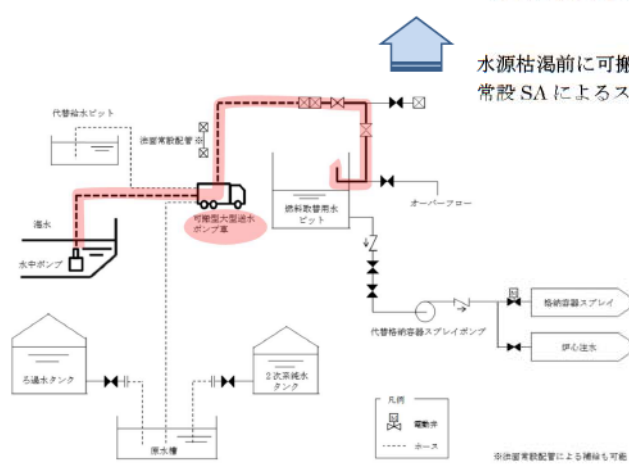 水源枯渇前に可搬
常設 SA によるス
代替給水ピット
法面常設配管※
海水
水中ポンプ
可搬型大型送水
ポンプ車
燃料取替用水
ピット
オーバーフロー
代替格納容器スプレイポンプ
M
格納容器スプレイ
炉心注水
ろ過水タンク
2次系純水
タンク
原水槽
凡例
M
電動弁
ホース
※法面常設配管による補給も可能